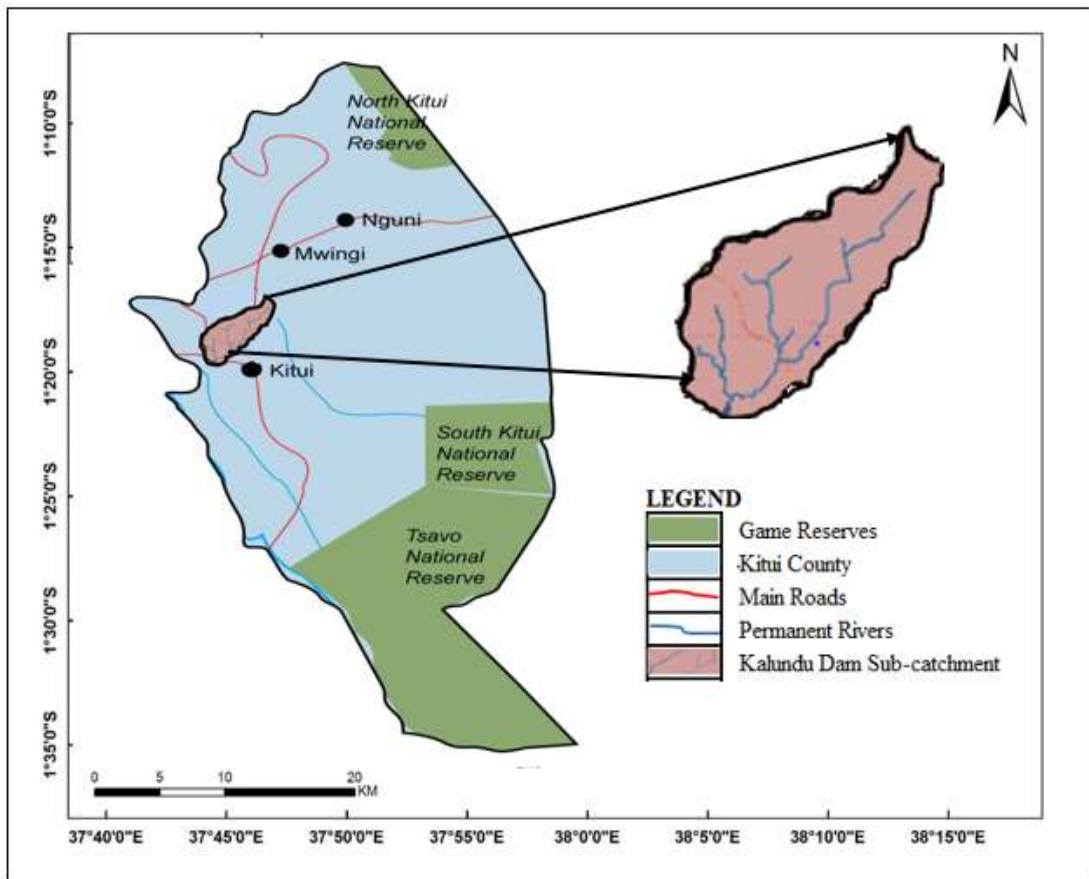 N
North Kitui
National
Reserve
Nguni
Mwingi
Kitui
South Kitui
National
Reserve
Tsavo
National
Reserve
LEGEND
Game Reserves
Kitui County
Main Roads
Permanent Rivers
Kalundu Dam Sub-catchment
1°10'0"S
1°15'0"S
1°20'0"S
1°25'0"S
1°30'0"S
1°35'0"S
0 5 10 20
KM
37°40'0"E 37°45'0"E 37°50'0"E 37°55'0"E 38°0'0"E 38°5'0"E 38°10'0"E 38°15'0"E